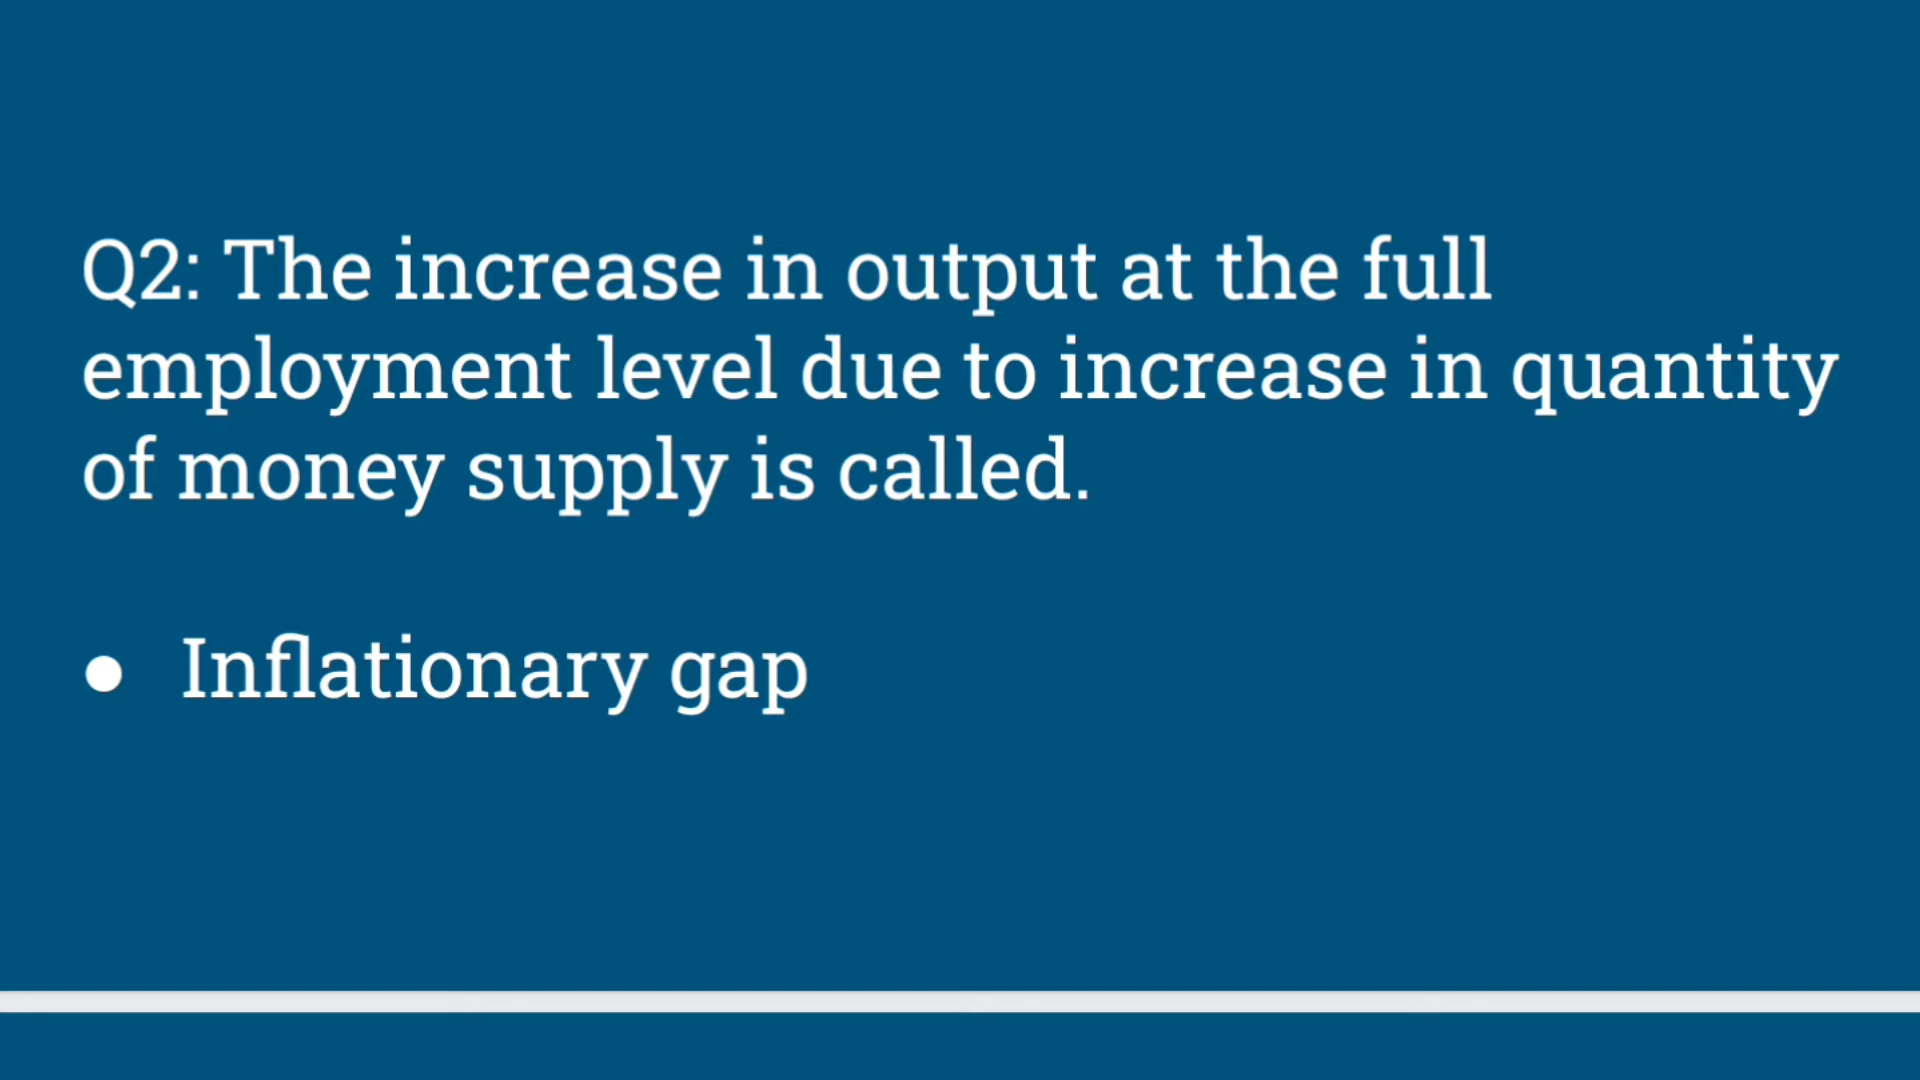 Q2: The increase in output at the full
employment level due to increase in quantity
of money supply is called.
● Inflationary gap